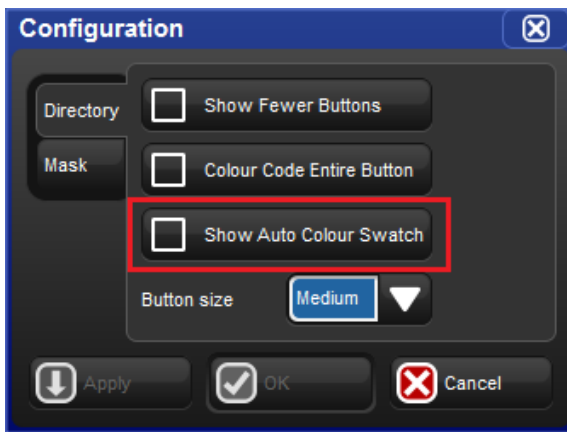 Configuration
Directory
Show Fewer Buttons
Mask
Colour Code Entire Button
Show Auto Colour Swatch
Button size
Medium
Apply
OK
Cancel